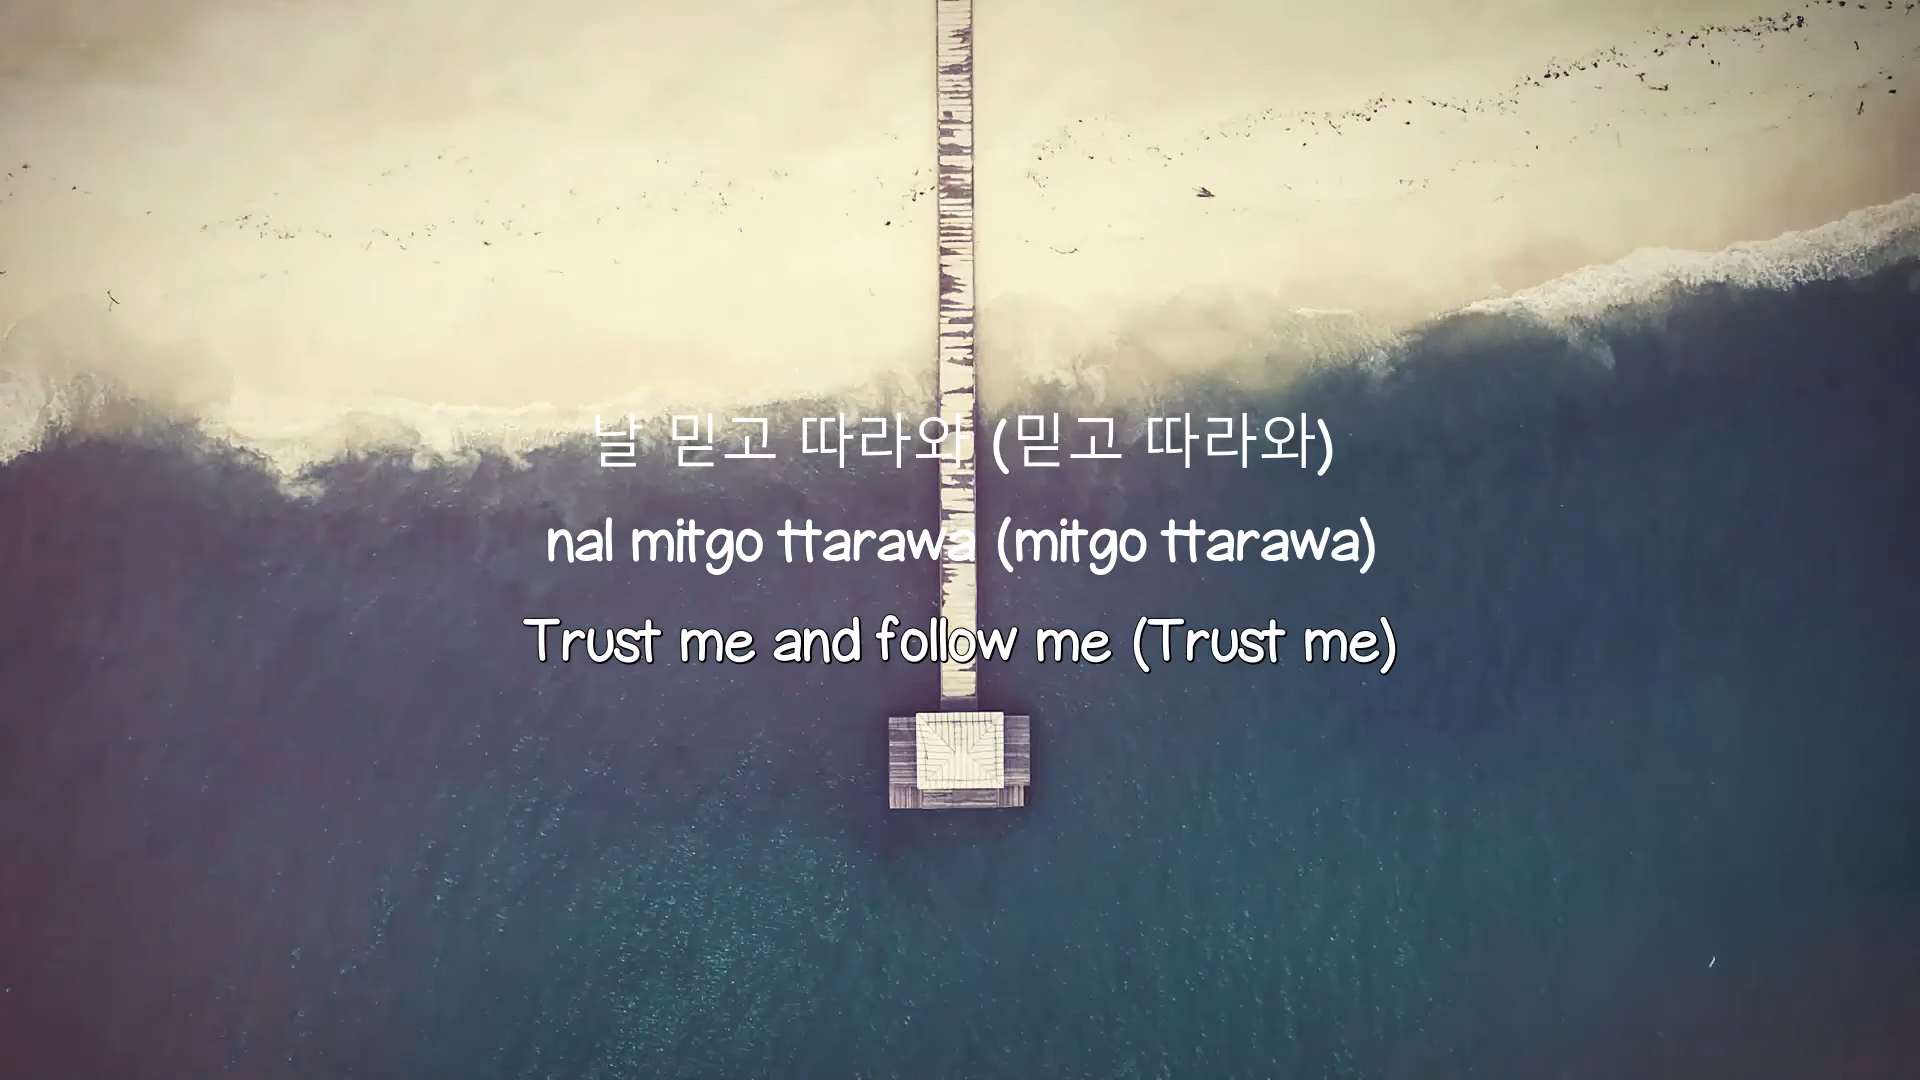 날 믿고 따라와 (믿고 따라와)
nal mitgo ttarawa (mitgo ttarawa)
Trust me and follow me (Trust me)